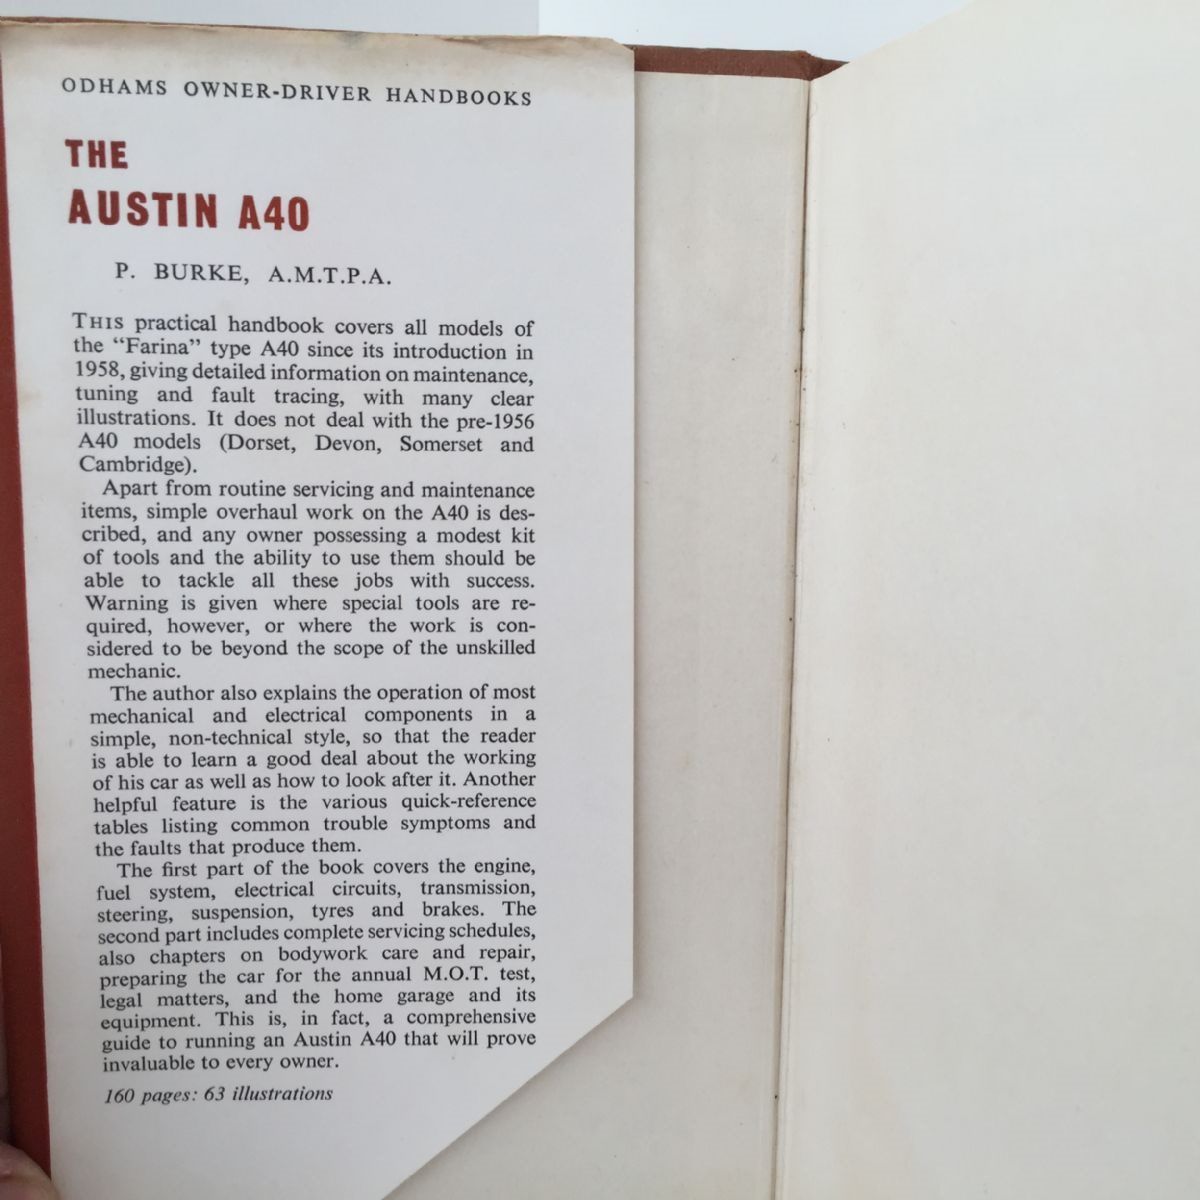 ODHAMS OWNER-DRIVER HANDBOOKS
THE
AUSTIN A40
P. BURKE, A.M.T.P.A.
THIS practical handbook covers all models of
the “Farina” type A40 since its introduction in
1958, giving detailed information on maintenance,
tuning and fault tracing, with many clear
illustrations. It does not deal with the pre-1956
A40 models (Dorset, Devon, Somerset and
Cambridge).
Apart from routine servicing and maintenance
items, simple overhaul work on the A40 is des-
cribed, and any owner possessing a modest kit
of tools and the ability to use them should be
able to tackle all these jobs with success.
Warning is given where special tools are re-
quired, however, or where the work is con-
sidered to be beyond the scope of the unskilled
mechanic.
The author also explains the operation of most
mechanical and electrical components in a
simple, non-technical style, so that the reader
is able to learn a good deal about the working
of his car as well as how to look after it. Another
helpful feature is the various quick-reference
tables listing common trouble symptoms and
the faults that produce them.
The first part of the book covers the engine,
fuel system, electrical circuits, transmission,
steering, suspension, tyres and brakes. The
second part includes complete servicing schedules,
also chapters on bodywork care and repair,
preparing the car for the annual M.O.T. test,
legal matters, and the home garage and its
equipment. This is, in fact, a comprehensive
guide to running an Austin A40 that will prove
invaluable to every owner.
160 pages: 63 illustrations